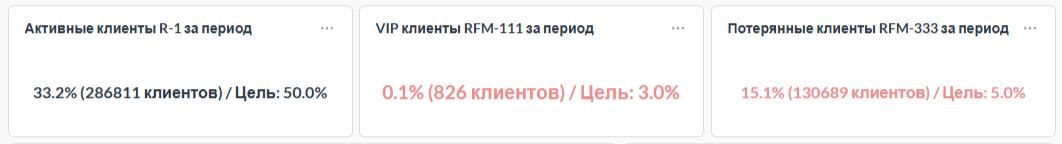 Активные клиенты R-1 за период
33.2% (286811 клиентов) / Цель: 50.0%
VIP клиенты RFM-111 за период
0.1% (826 клиентов) / Цель: 3.0%
Потерянные клиенты RFM-333 за период
15.1% (130689 клиентов) / Цель: 5.0%